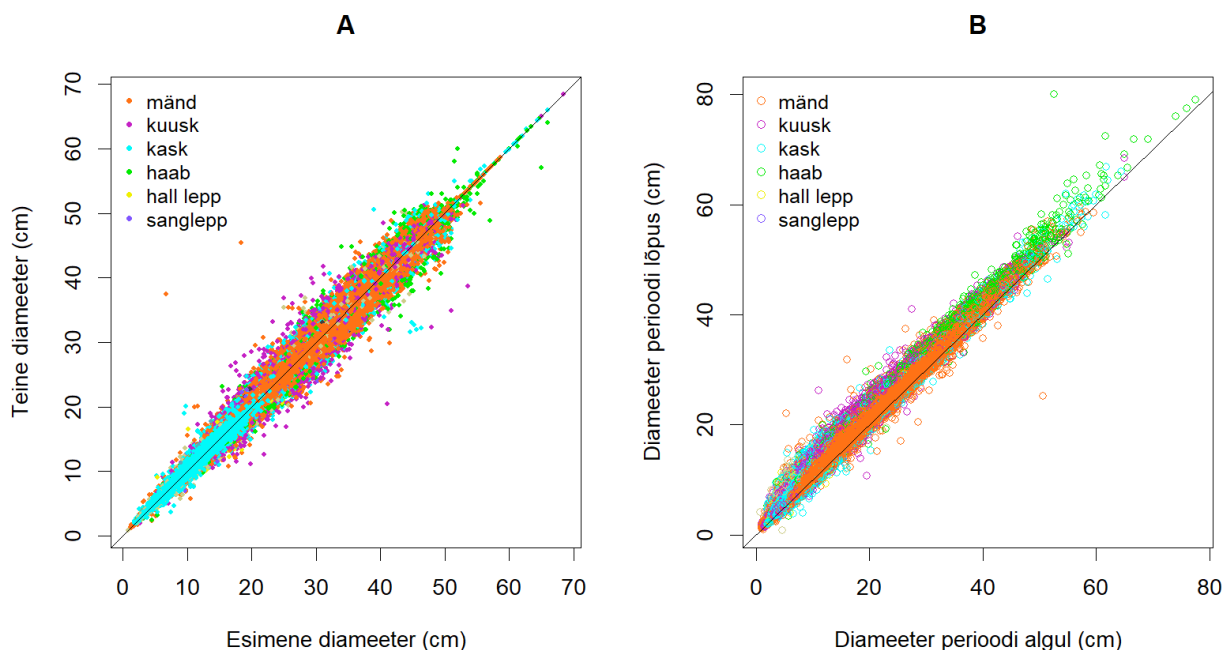 A
Teine diameeter (cm)
70
60
50
40
30
20
10
0
mänd
kuusk
kask
haab
hall lepp
sanglepp
0 10 20 30 40 50 60 70
Esimene diameeter (cm)
B
Diameeter perioodi lõpus (cm)
80
60
40
20
0
mänd
kuusk
kask
haab
hall lepp
sanglepp
0 20 40 60 80
Diameeter perioodi algul (cm)